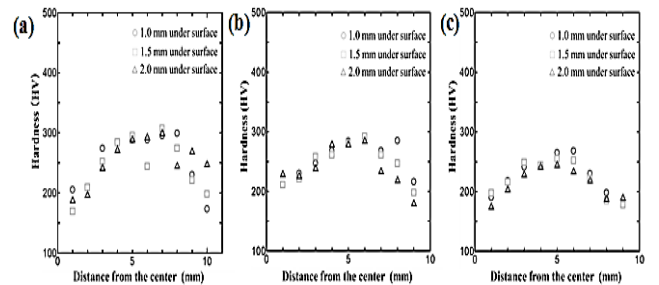 (a)
500
400
300
200
100
Hardness (HV)
1.0 mm under surface
1.5 mm under surface
2.0 mm under surface
0
5
10
Distance from the center (mm)
(b)
500
400
300
200
100
Hardness (HV)
1.0 mm under surface
1.5 mm under surface
2.0 mm under surface
0
5
10
Distance from the center (mm)
(c)
500
400
300
200
100
Hardness (HV)
1.0 mm under surface
1.5 mm under surface
2.0 mm under surface
0
5
10
Distance from the center (mm)